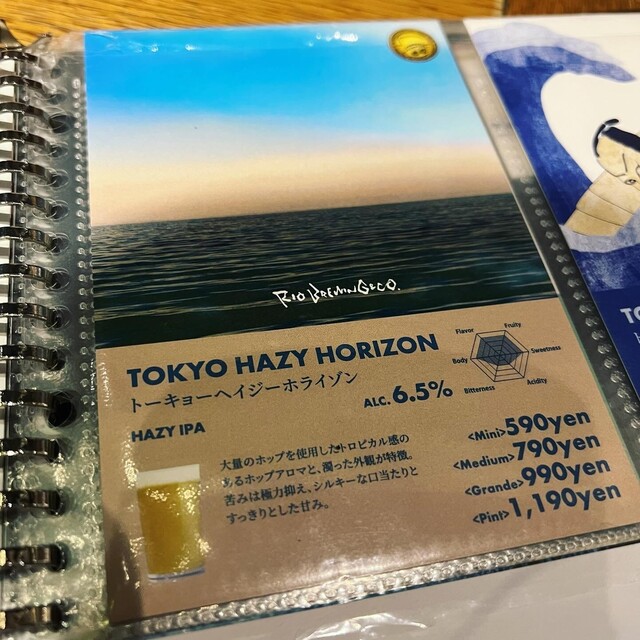 RIO BREWING & CO.
TOKYO HAZY HORIZON
トーキョーヘイジーホライゾン
ALC. 6.5%
HAZY IPA
Flavor
Fruity
Body
Sweetness
Bitterness
Acidity
大量のホップを使用したトロピカル感の
あるホップアロマと、濁った外観が特徴。
苦みは極力抑え、シルキーな口当たりと
すっきりとした甘み。
<Mini>590yen
<Medium>790yen
<Grande>990yen
<Pint>1,190yen